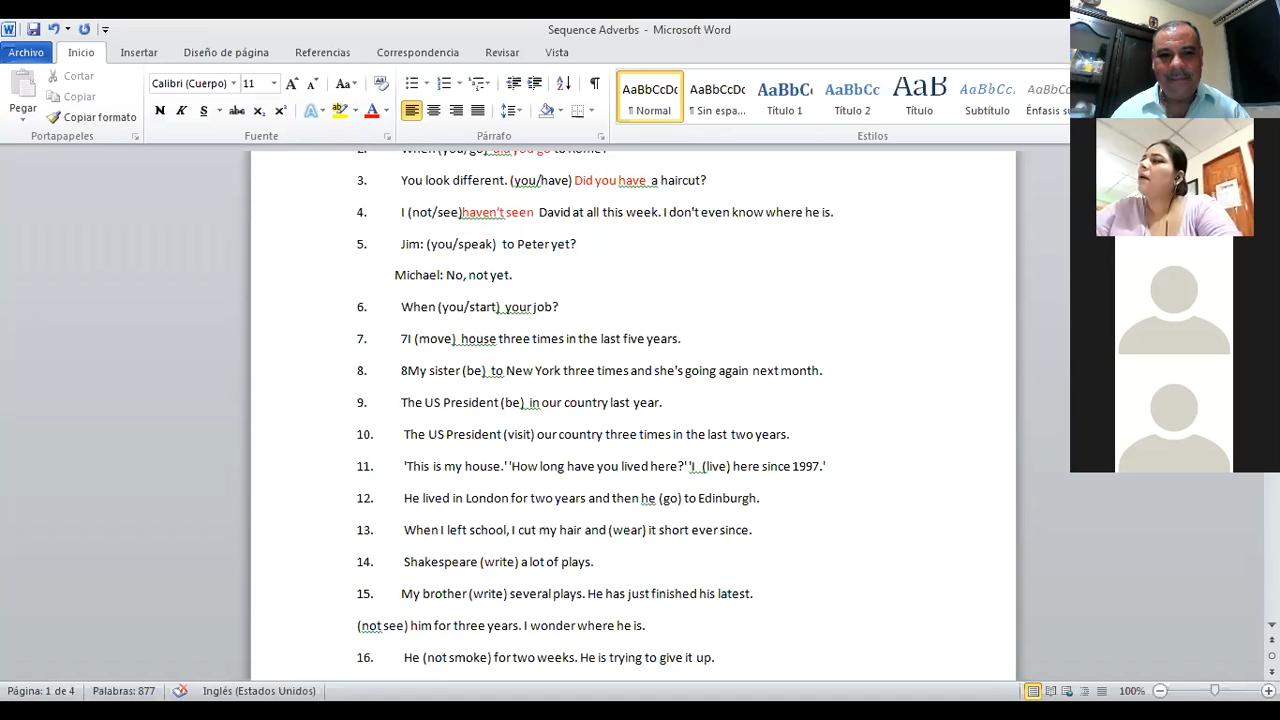 Sequence Adverbs - Microsoft Word
Archivo Inicio Insertar Diseño de página Referencias Correspondencia Revisar Vista
Pegar
Cortar
Copiar
Copiar formato
Portapapeles
Calibri (Cuerpo) 11
Fuente
Párrafo
AaBbCcDc AaBbCcDc AaBbC AaBbCc AaB AaBbCc. AaBbCc
¶ Normal ¶ Sin espa... Título 1 Título 2 Título Subtítulo Énfasis su
Estilos
2. When (you/go) did you go to Rome?
3. You look different. (you/have) Did you have a haircut?
4. I (not/see)haven't seen David at all this week. I don't even know where he is.
5. Jim: (you/speak) to Peter yet?
Michael: No, not yet.
6. When (you/start) your job?
7. 7I (move) house three times in the last five years.
8. 8My sister (be) to New York three times and she's going again next month.
9. The US President (be) in our country last year.
10. The US President (visit) our country three times in the last two years.
11. 'This is my house.' 'How long have you lived here?' 'I (live) here since 1997.'
12. He lived in London for two years and then he (go) to Edinburgh.
13. When I left school, I cut my hair and (wear) it short ever since.
14. Shakespeare (write) a lot of plays.
15. My brother (write) several plays. He has just finished his latest.
(not see) him for three years. I wonder where he is.
16. He (not smoke) for two weeks. He is trying to give it up.
Página: 1 de 4 Palabras: 877 Inglés (Estados Unidos) 100%